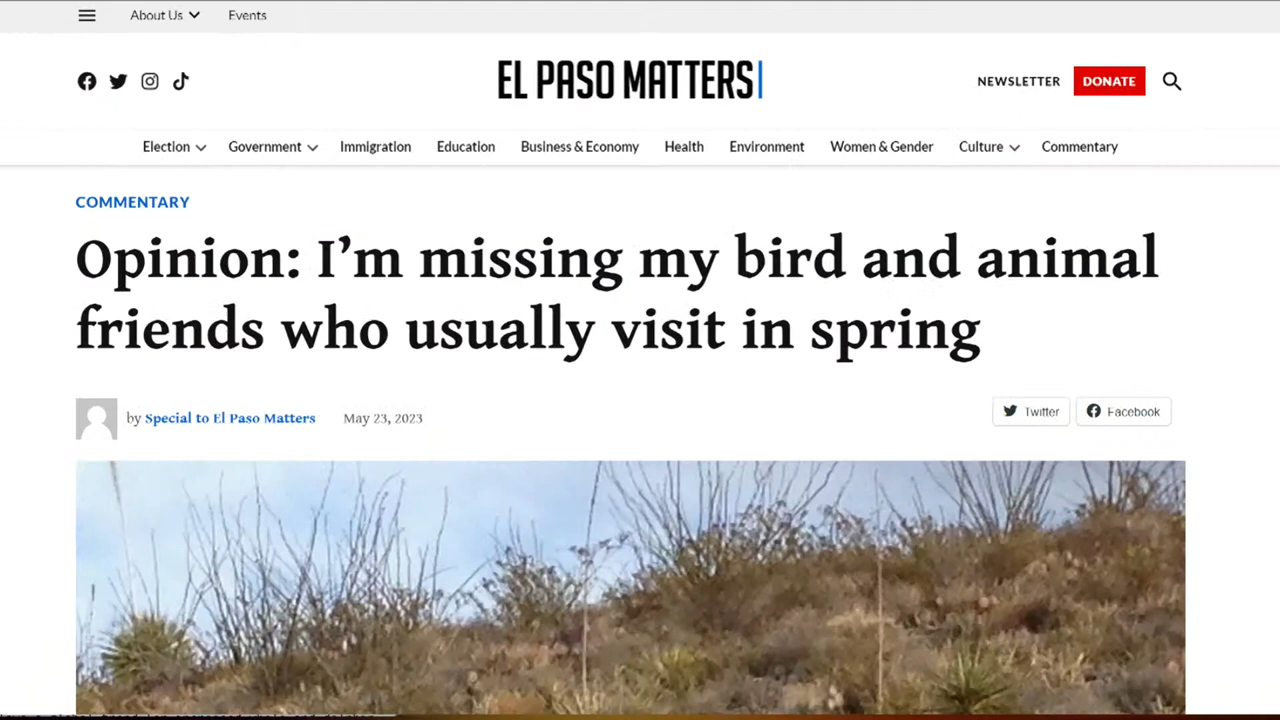 About Us Events
EL PASO MATTERS
NEWSLETTER DONATE
Election Government Immigration Education Business & Economy Health Environment Women & Gender Culture Commentary
COMMENTARY
Opinion: I’m missing my bird and animal
friends who usually visit in spring
by Special to El Paso Matters May 23, 2023
Twitter Facebook